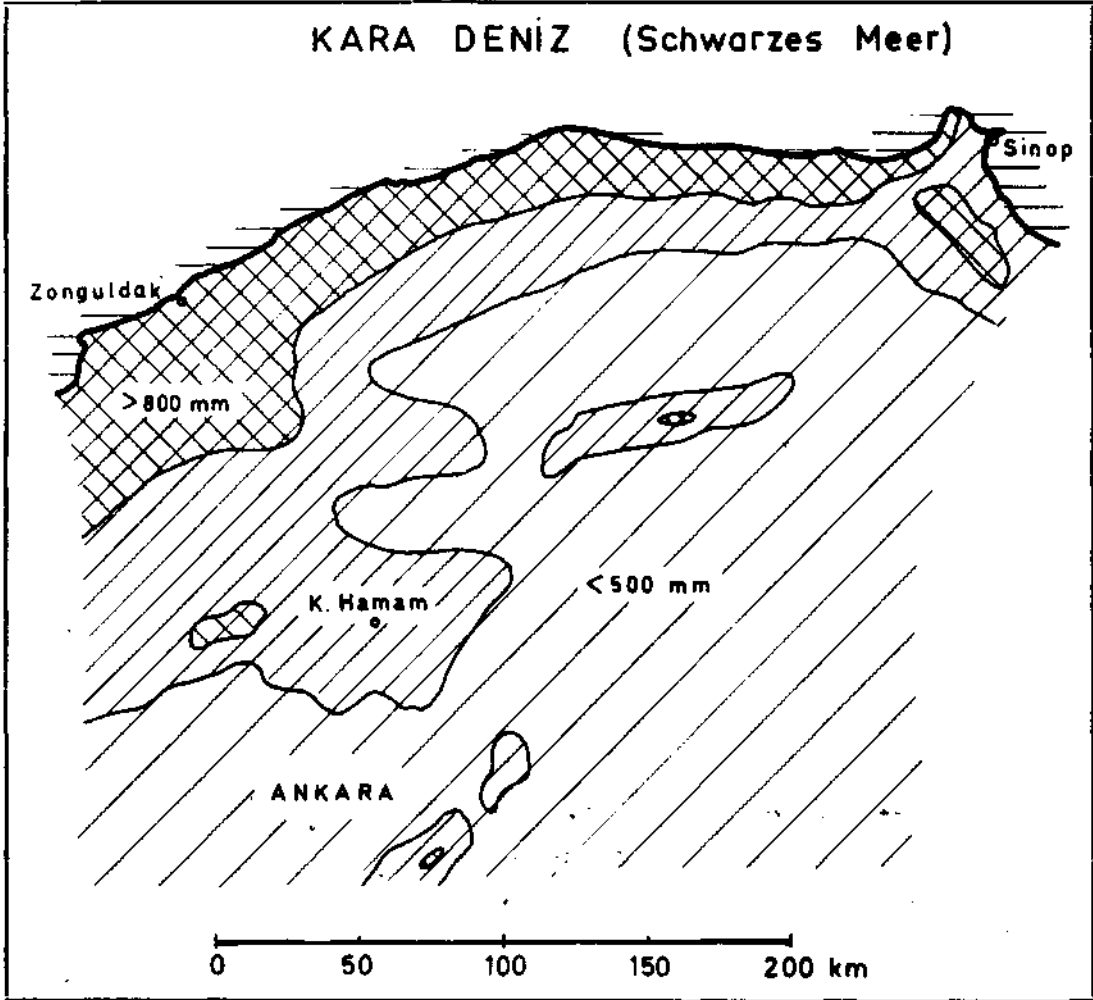 KARA DENİZ (Schwarzes Meer)
Sinop
Zonguldak
>800 mm
<500 mm
K. Hamam
ANKARA
0 50 100 150 200 km